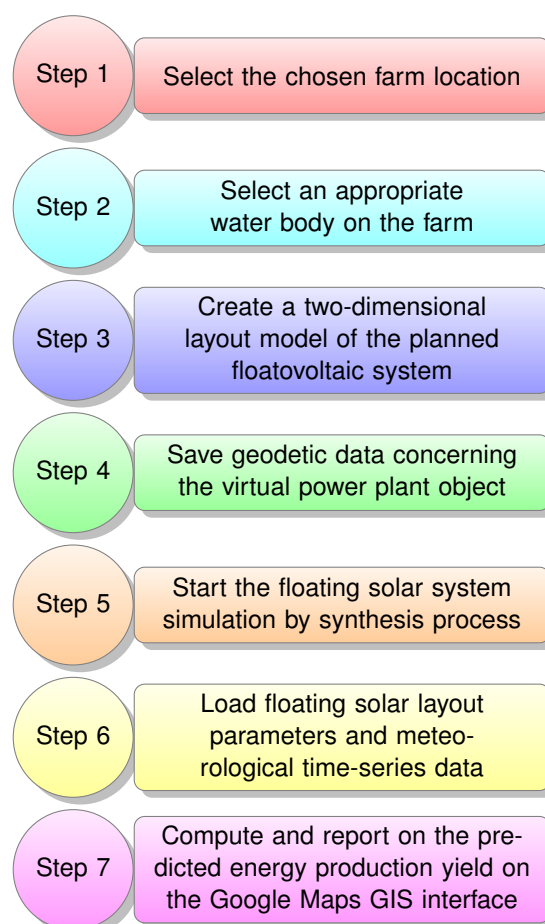 Step 1
Select the chosen farm location
Step 2
Select an appropriate
water body on the farm
Step 3
Create a two-dimensional
layout model of the planned
floatovoltaic system
Step 4
Save geodetic data concerning
the virtual power plant object
Step 5
Start the floating solar system
simulation by synthesis process
Step 6
Load floating solar layout
parameters and meteo-
rological time-series data
Step 7
Compute and report on the pre-
dicted energy production yield on
the Google Maps GIS interface